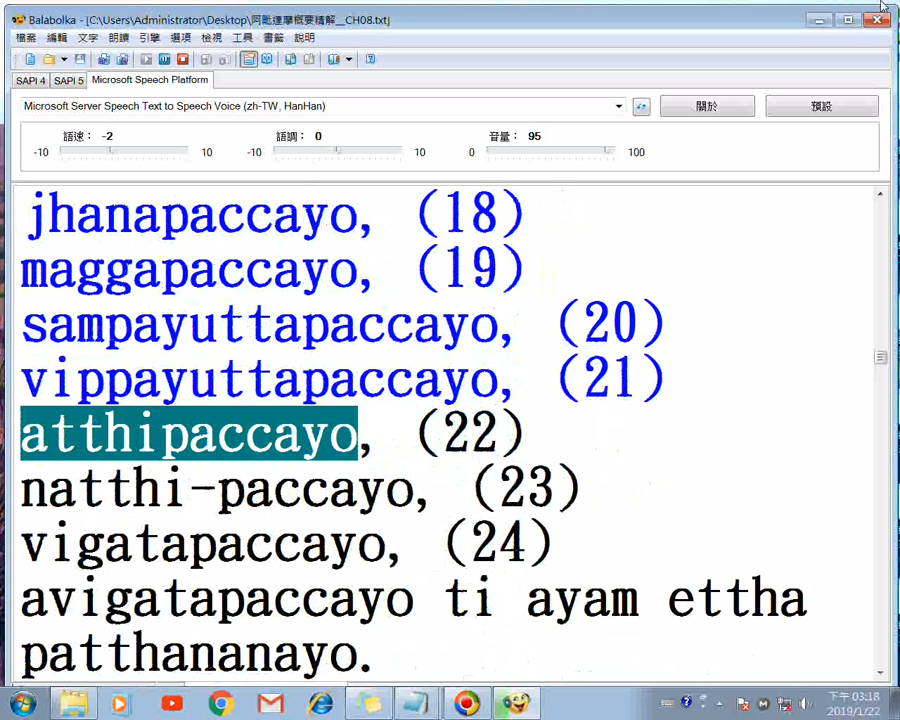 Balabolka - [C:\Users\Administrator\Desktop\阿毗達摩概要精解__CH08.txt]
檔案 編輯 文字 朗讀 引擎 選項 檢視 工具 書籤 說明
SAPI 4 SAPI 5 Microsoft Speech Platform
Microsoft Server Speech Text to Speech Voice (zh-TW, HanHan) 關於 預設
語速： -2 語調： 0 音量： 95
-10 10 -10 10 0 100
jhanapaccayo, (18)
maggapaccayo, (19)
sampayuttapaccayo, (20)
vippayuttapaccayo, (21)
atthipaccayo, (22)
natthi-paccayo, (23)
vigatapaccayo, (24)
avigatapaccayo ti ayam ettha
patthananayo.
下午 03:18
2019/1/22